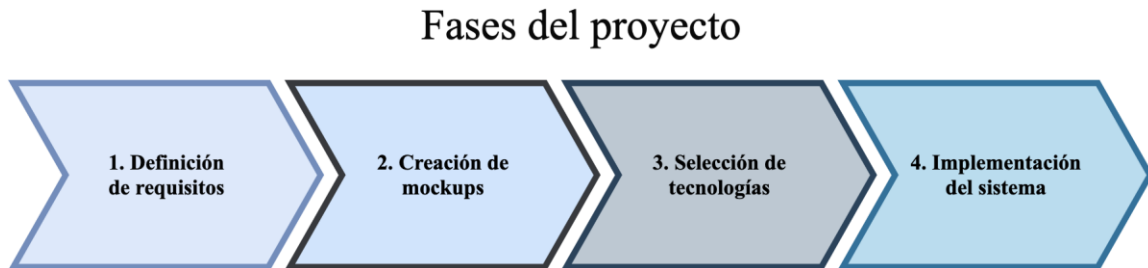 Fases del proyecto
1. Definición
de requisitos
2. Creación de
mockups
3. Selección de
tecnologías
4. Implementación
del sistema